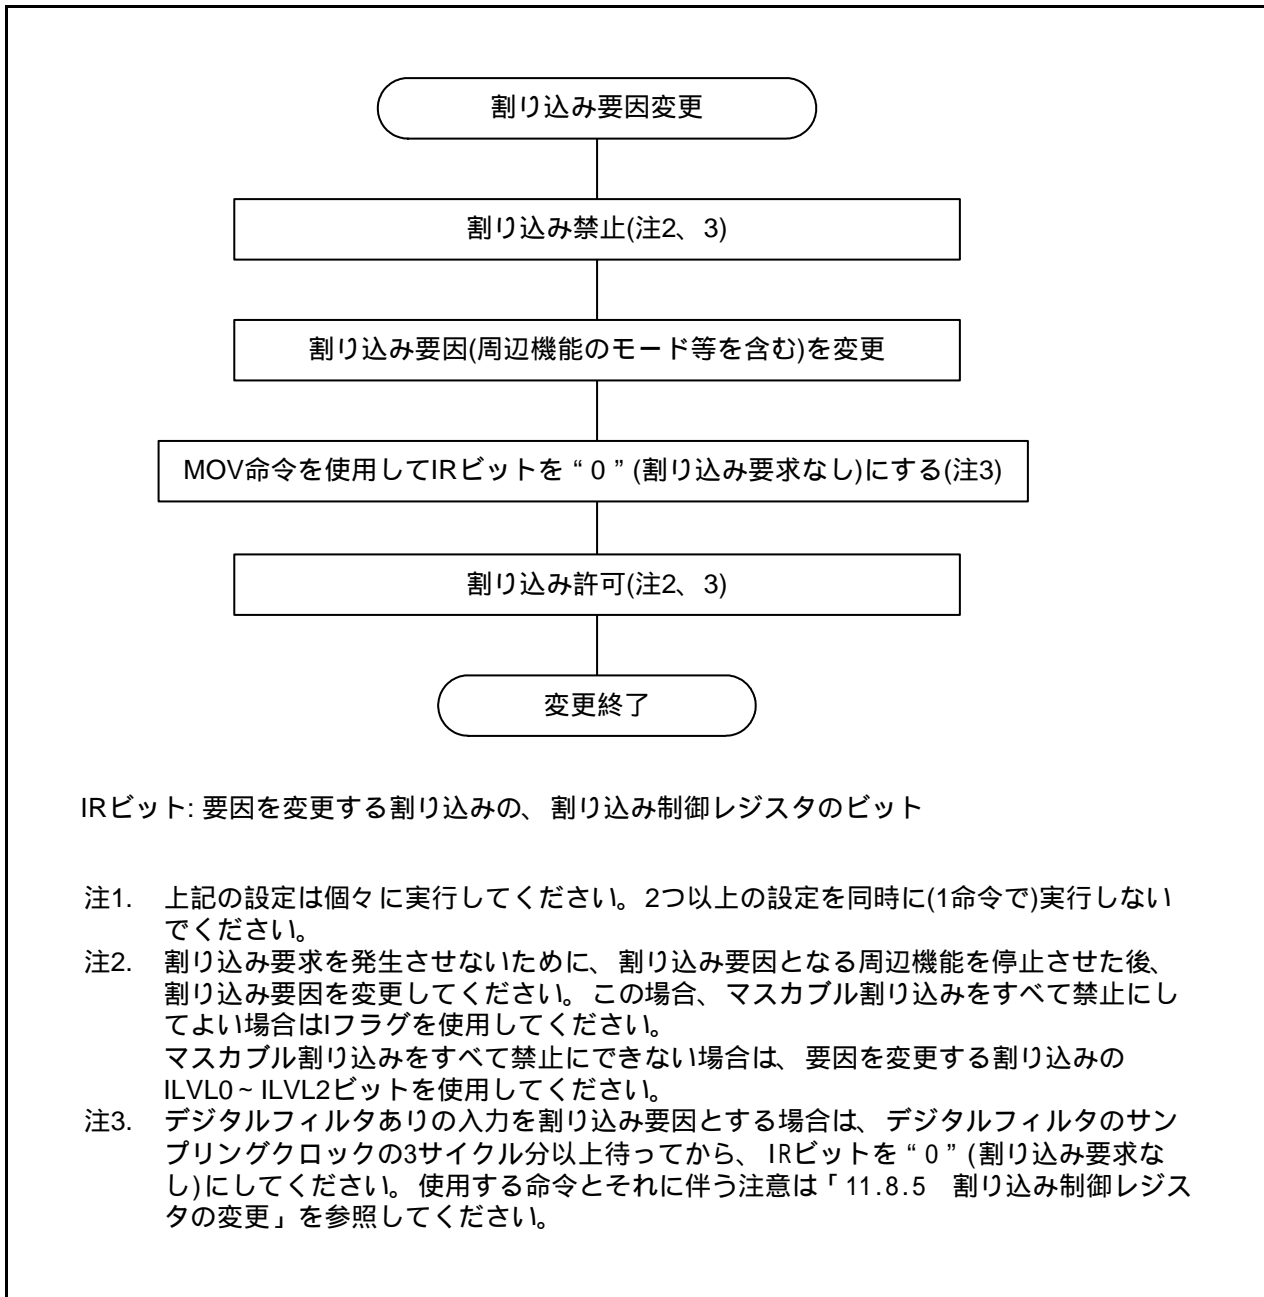 割り込み要因変更
割り込み禁止(注2、3)
割り込み要因(周辺機能のモード等を含む)を変更
MOV命令を使用してIRビットを“0”(割り込み要求なし)にする(注3)
割り込み許可(注2、3)
変更終了
IRビット: 要因を変更する割り込みの、割り込み制御レジスタのビット
注1. 上記の設定は個々に実行してください。2つ以上の設定を同時に(1命令で)実行しない
でください。
注2. 割り込み要求を発生させないために、割り込み要因となる周辺機能を停止させた後、
割り込み要因を変更してください。この場合、マスカブル割り込みをすべて禁止にし
てよい場合はIフラグを使用してください。
マスカブル割り込みをすべて禁止にできない場合は、要因を変更する割り込みの
ILVL0~ILVL2ビットを使用してください。
注3. デジタルフィルタありの入力を割り込み要因とする場合は、デジタルフィルタのサン
プリングクロックの3サイクル分以上待ってから、IRビットを“0”(割り込み要求な
し)にしてください。使用する命令とそれに伴う注意は「11.8.5 割り込み制御レジス
タの変更」を参照してください。